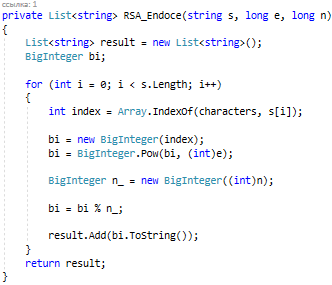 Ссылка: 1
private List<string> RSA_Endoce(string s, long e, long n)
{
List<string> result = new List<string>();
BigInteger bi;
for (int i = 0; i < s.Length; i++)
{
int index = Array.IndexOf(characters, s[i]);
bi = new BigInteger(index);
bi = BigInteger.Pow(bi, (int)e);
BigInteger n_ = new BigInteger((int)n);
bi = bi % n_;
result.Add(bi.ToString());
}
return result;
}